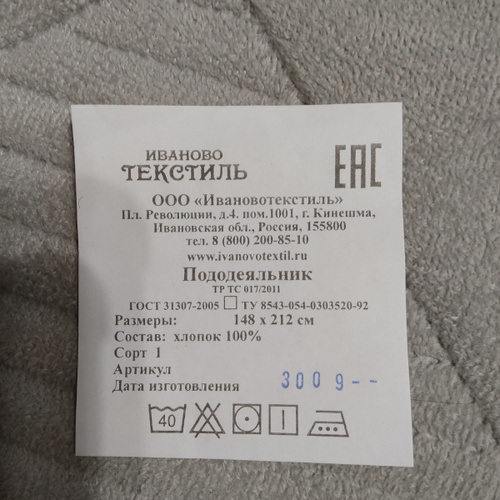 ИВАНОВО
ТЕКСТИЛЬ
EAC
ООО «Ивановотекстиль»
Пл. Революции, д.4. пом.1001, г. Кинешма,
Ивановская обл., Россия, 155800
тел. 8 (800) 200-85-10
www.ivanovotextil.ru
Пододеяльник
ТР ТС 017/2011
ГОСТ 31307-2005 ☐ ТУ 8543-054-0303520-92
Размеры: 148 х 212 см
Состав: хлопок 100%
Сорт 1
Артикул
Дата изготовления 3009--
40